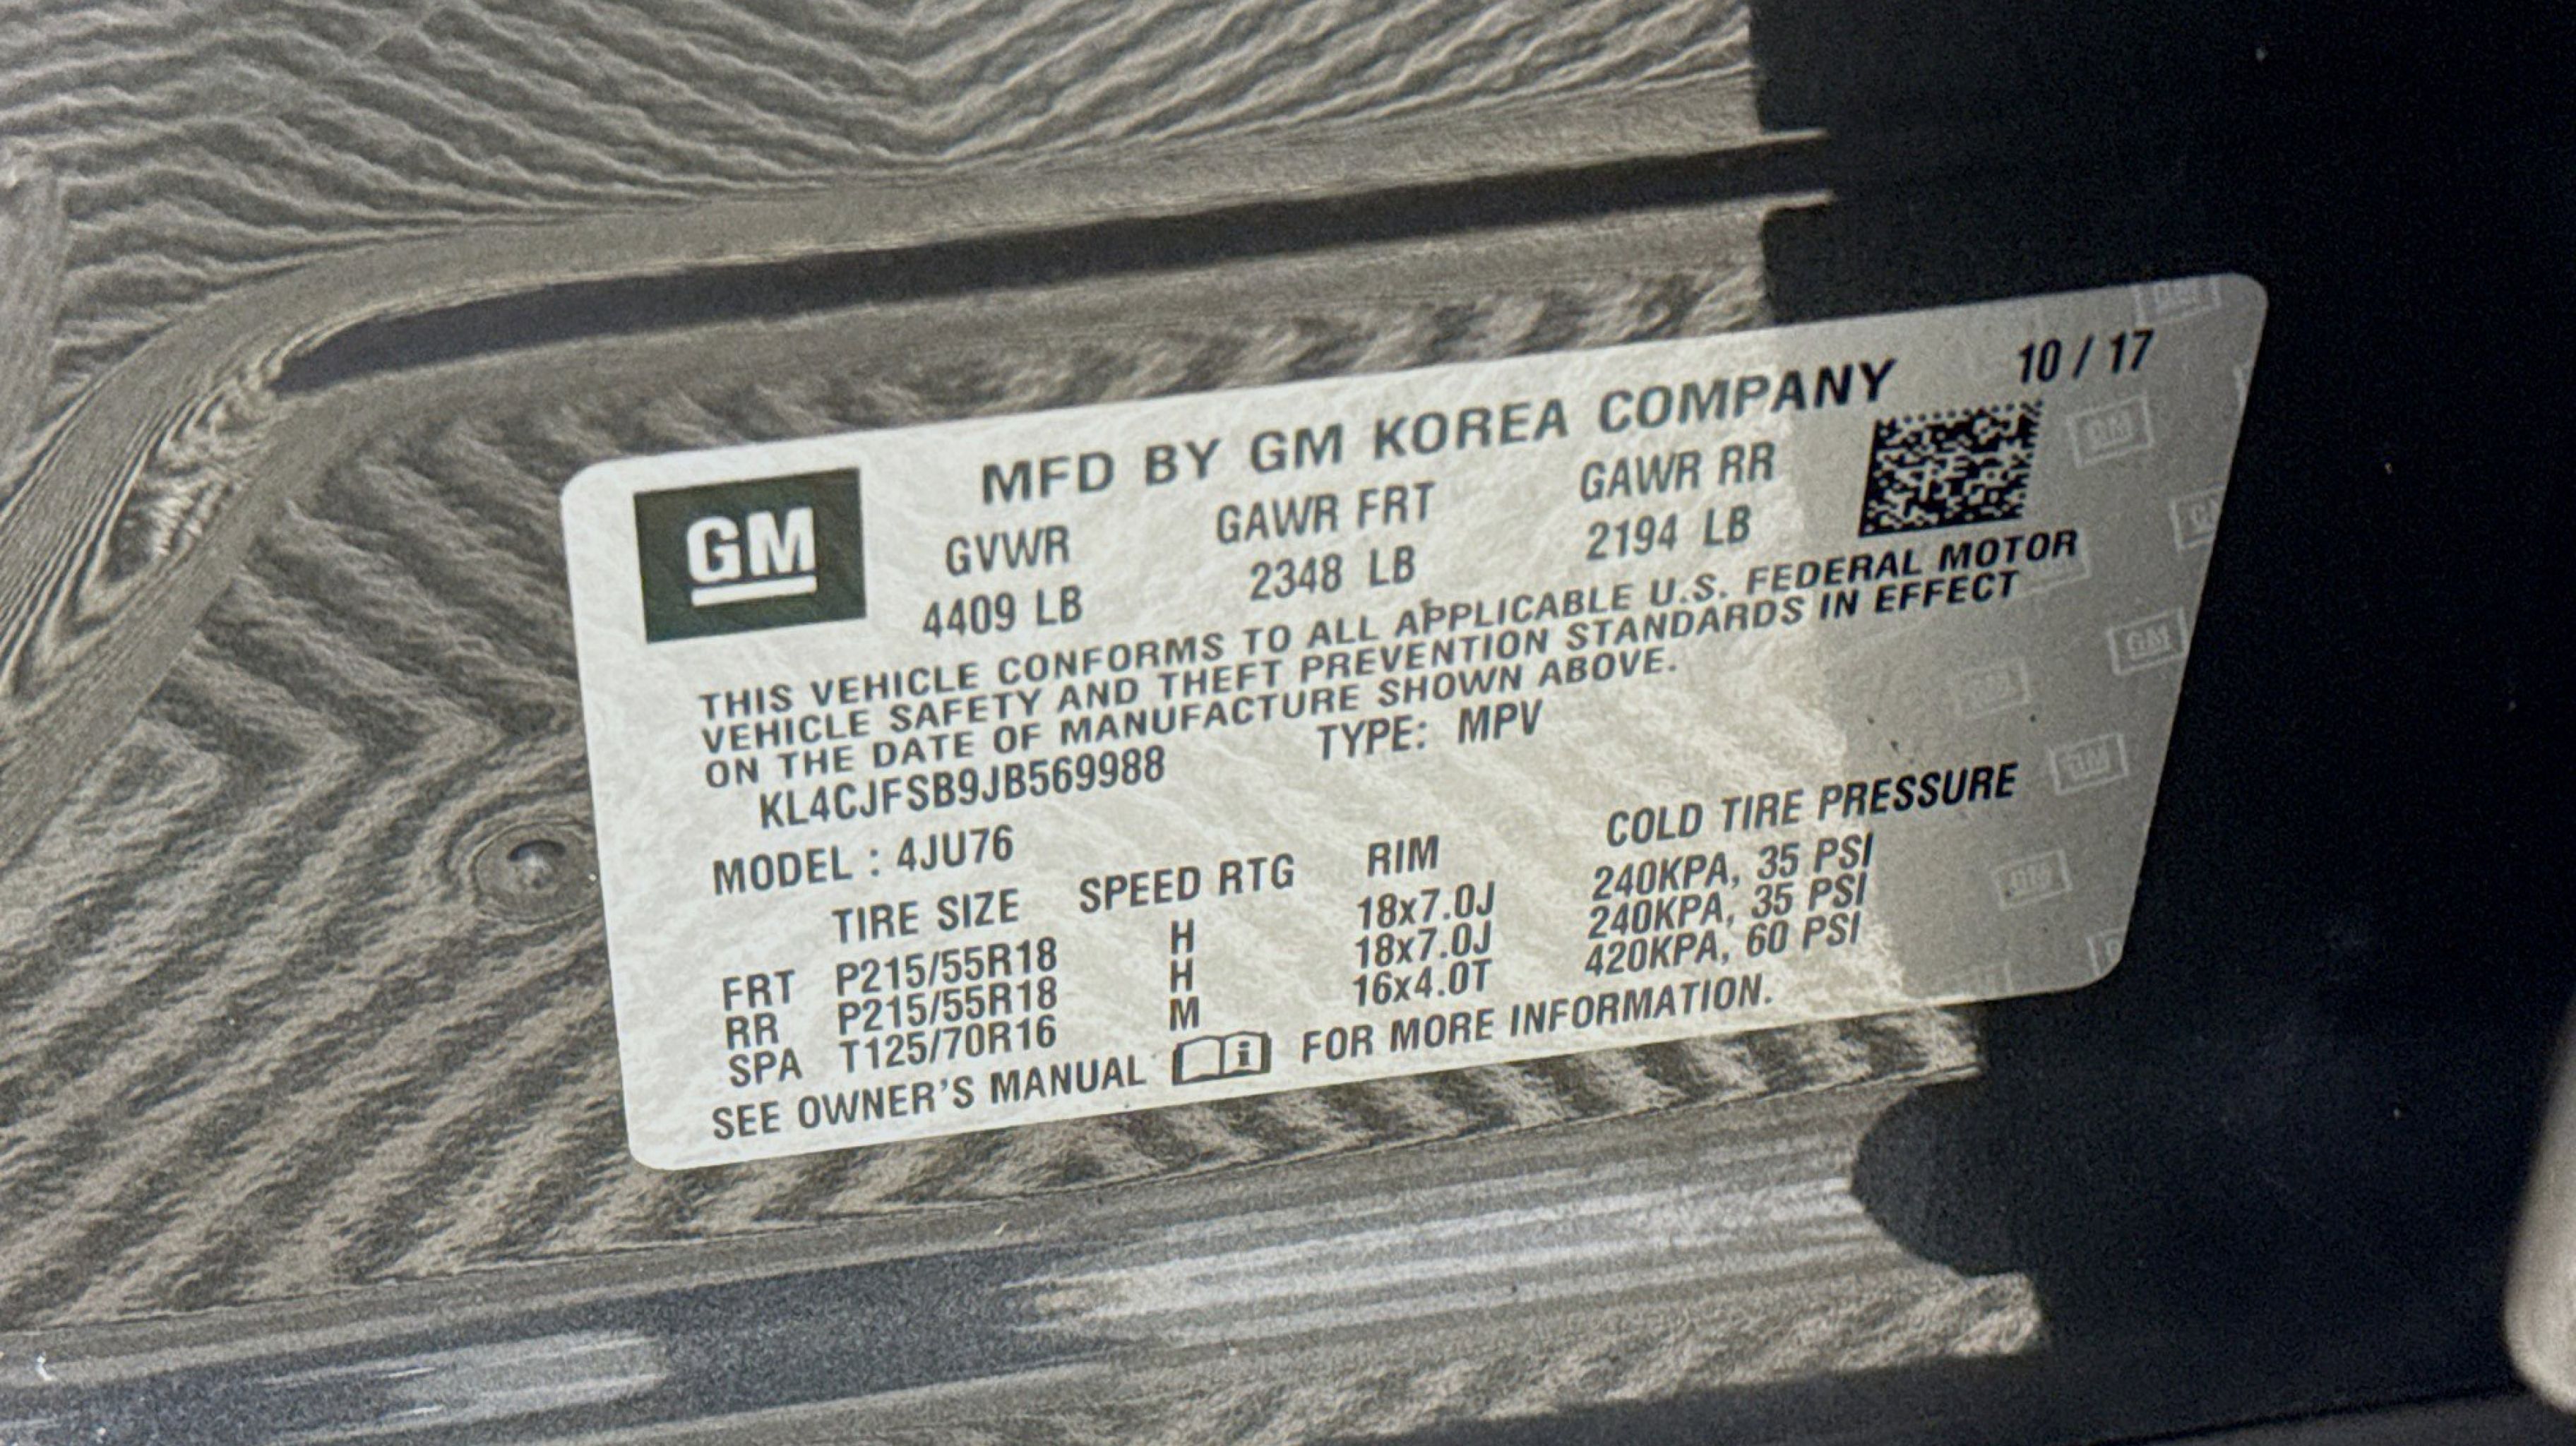 10 / 17
MFD BY GM KOREA COMPANY
GM
GVWR GAWR FRT GAWR RR
4409 LB 2348 LB 2194 LB
THIS VEHICLE CONFORMS TO ALL APPLICABLE U.S. FEDERAL MOTOR
VEHICLE SAFETY AND THEFT PREVENTION STANDARDS IN EFFECT
ON THE DATE OF MANUFACTURE SHOWN ABOVE.
KL4CJFSB9JB569988 TYPE: MPV
MODEL : 4JU76
TIRE SIZE SPEED RTG RIM COLD TIRE PRESSURE
FRT P215/55R18 H 18x7.0J 240KPA, 35 PSI
RR P215/55R18 H 18x7.0J 240KPA, 35 PSI
SPA T125/70R16 M 16x4.0T 420KPA, 60 PSI
SEE OWNER'S MANUAL i FOR MORE INFORMATION.